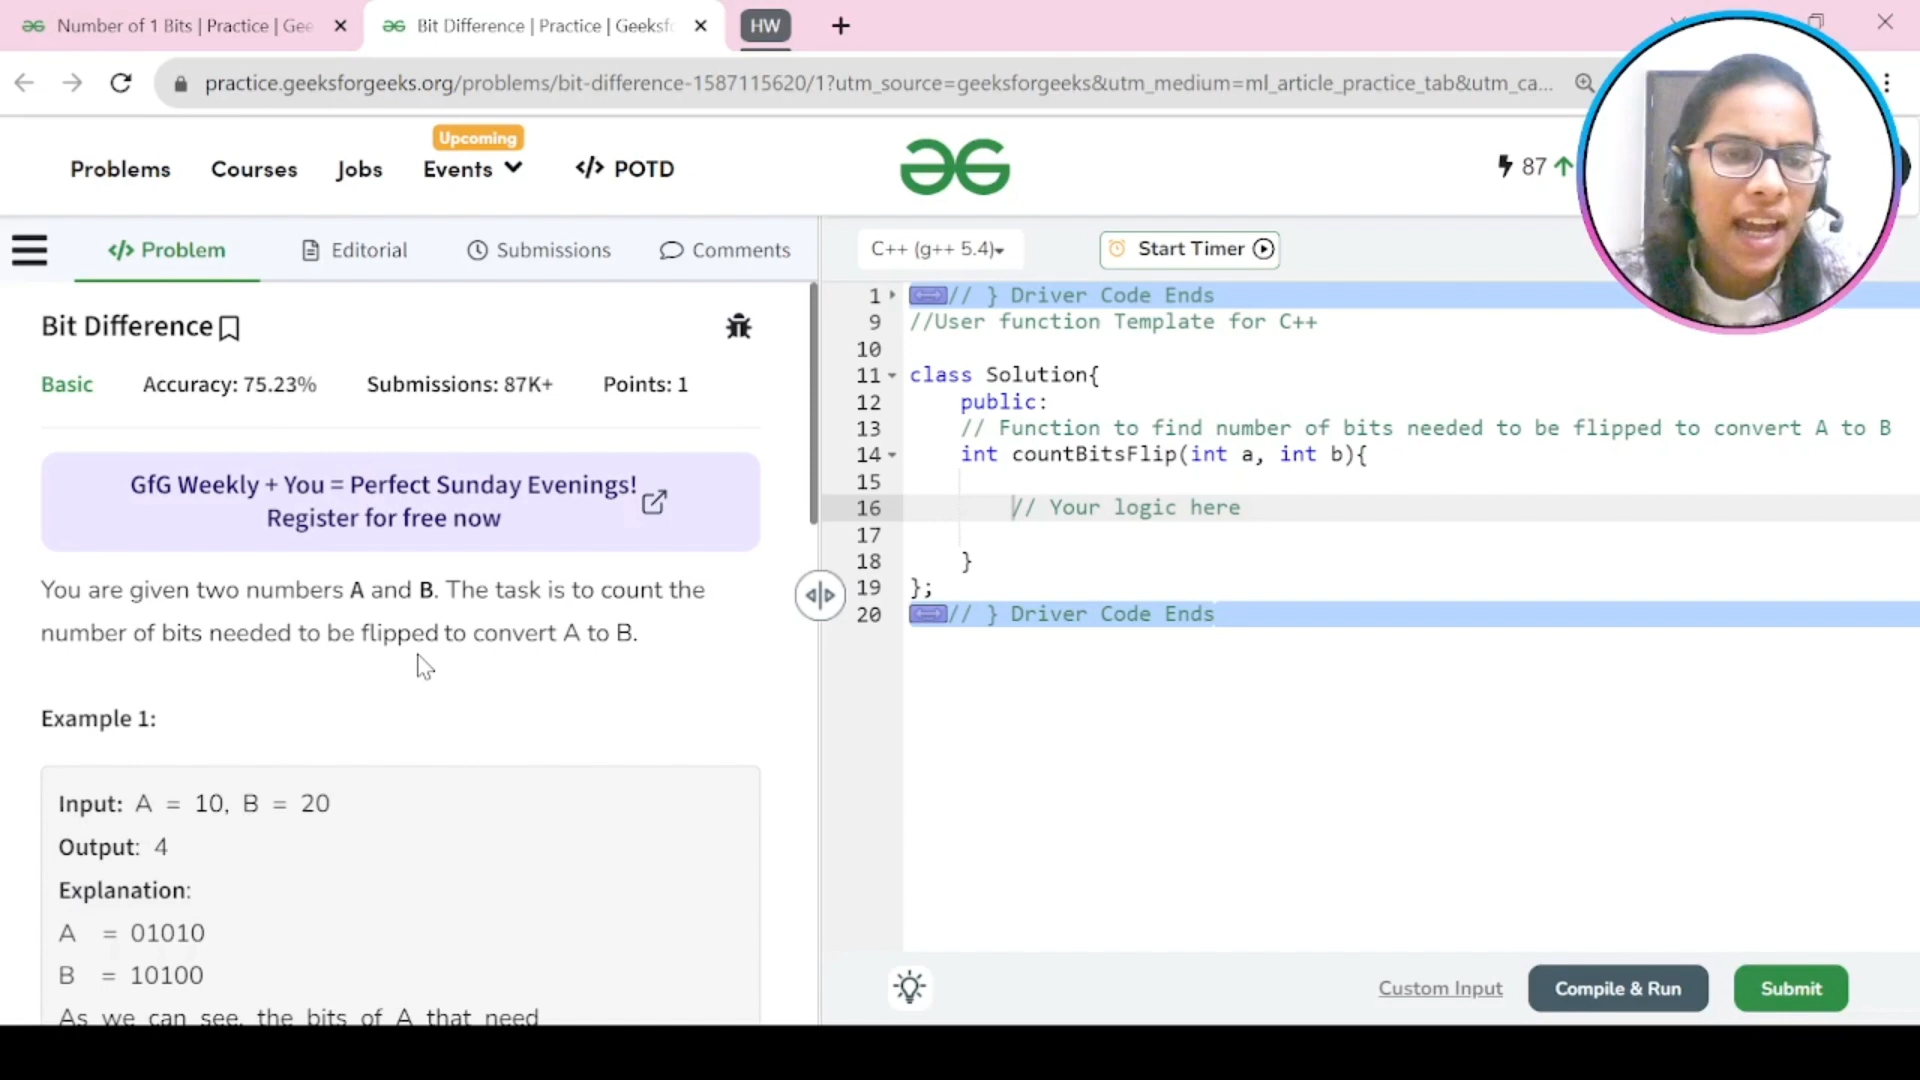 Number of 1 Bits | Practice | Gee
Bit Difference | Practice | Geeksfo
HW
practice.geeksforgeeks.org/problems/bit-difference-1587115620/1?utm_source=geeksforgeeks&utm_medium=ml_article_practice_tab&utm_ca...
Problems
Courses
Jobs
Upcoming
Events
</> POTD
87
</> Problem
Editorial
Submissions
Comments
C++ (g++ 5.4)
Start Timer
Bit Difference
Basic Accuracy: 75.23% Submissions: 87K+ Points: 1
GfG Weekly + You = Perfect Sunday Evenings!
Register for free now
You are given two numbers A and B. The task is to count the
number of bits needed to be flipped to convert A to B.
Example 1:
Input: A = 10, B = 20
Output: 4
Explanation:
A = 01010
B = 10100
As we can see, the bits of A that need
1 // } Driver Code Ends
9 //User function Template for C++
10
11 class Solution{
12 public:
13 // Function to find number of bits needed to be flipped to convert A to B
14 int countBitsFlip(int a, int b){
15
16 // Your logic here
17
18 }
19 };
20 // } Driver Code Ends
Custom Input
Compile & Run
Submit